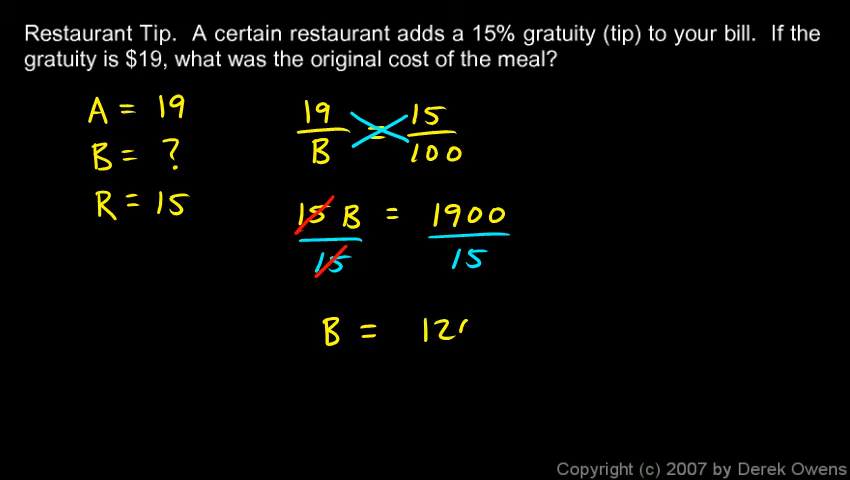 Restaurant Tip. A certain restaurant adds a 15% gratuity (tip) to your bill. If the
gratuity is $19, what was the original cost of the meal?
A = 19
B = ?
R = 15
19/B = 15/100
15 B / 15 = 1900 / 15
B = 12
Copyright (c) 2007 by Derek Owens